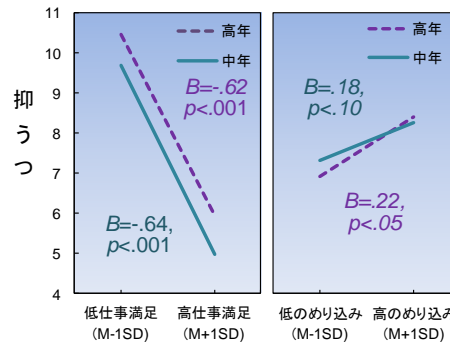 抑うつ
11
10
9
8
7
6
5
4
高年
中年
B=-.62
p<.001
B=-.64,
p<.001
低仕事満足
(M-1SD)
高仕事満足
(M+1SD)
高年
中年
B=.18,
p<.10
B=.22,
p<.05
低のめり込み
(M-1SD)
高のめり込み
(M+1SD)